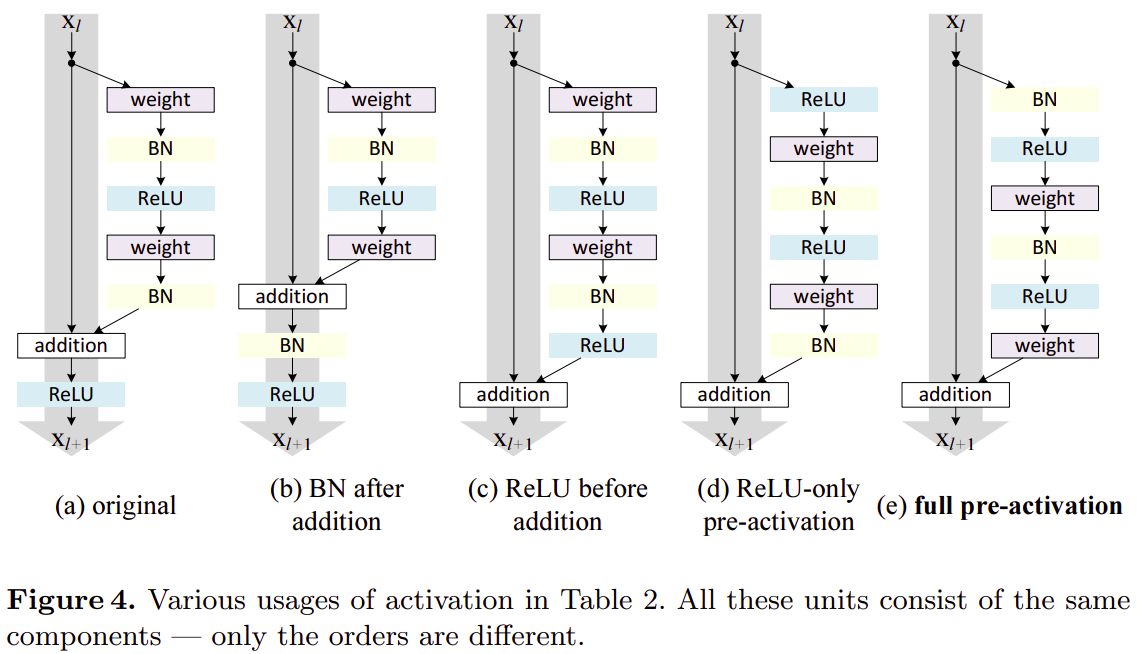 x_l
weight
BN
ReLU
weight
BN
addition
ReLU
x_{l+1}
(a) original
x_l
weight
BN
ReLU
weight
addition
BN
ReLU
x_{l+1}
(b) BN after
addition
x_l
weight
BN
ReLU
weight
BN
ReLU
addition
x_{l+1}
(c) ReLU before
addition
x_l
ReLU
weight
BN
ReLU
weight
BN
addition
x_{l+1}
(d) ReLU-only
pre-activation
x_l
BN
ReLU
weight
BN
ReLU
weight
addition
x_{l+1}
(e) full pre-activation
Figure 4. Various usages of activation in Table 2. All these units consist of the same
components — only the orders are different.